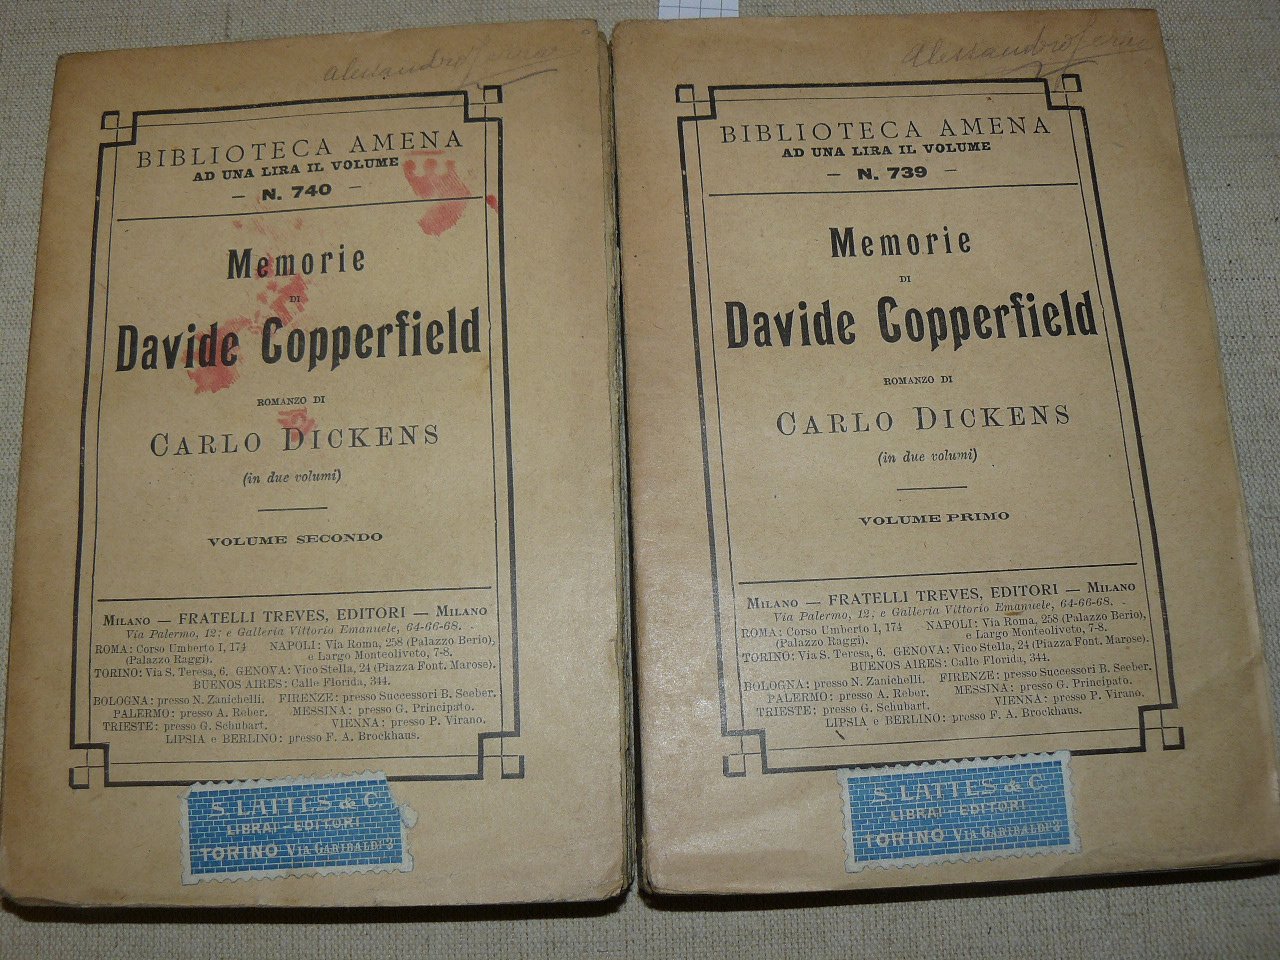 Alessandro
BIBLIOTECA AMENA
AD UNA LIRA IL VOLUME
— N. 740 —
Memorie
DI
Davide Copperfield
ROMANZO DI
CARLO DICKENS
(in due volumi)
VOLUME SECONDO
MILANO — FRATELLI TREVES, EDITORI — MILANO
Via Palermo, 12; e Galleria Vittorio Emanuele, 64-66-68.
ROMA: Corso Umberto I, 174 NAPOLI: Via Roma, 258 (Palazzo Berio),
(Palazzo Raggi). e Largo Monteoliveto, 7-8.
TORINO: Via S. Teresa, 6. GENOVA: Vico Stella, 24 (Piazza Font. Marose).
BUENOS AIRES: Calle Florida, 344.
BOLOGNA: presso N. Zanichelli. FIRENZE: presso Successori B. Seeber.
PALERMO: presso A. Reber. MESSINA: presso G. Principato.
TRIESTE: presso G. Schubart. VIENNA: presso P. Virano.
LIPSIA e BERLINO: presso F. A. Brockhaus.
S. LATTES & C.
LIBRAI-EDITORI
TORINO VIA GARIBALDI 3
Alessandro
BIBLIOTECA AMENA
AD UNA LIRA IL VOLUME
— N. 739 —
Memorie
DI
Davide Copperfield
ROMANZO DI
CARLO DICKENS
(in due volumi)
VOLUME PRIMO
MILANO — FRATELLI TREVES, EDITORI — MILANO
Via Palermo, 12; e Galleria Vittorio Emanuele, 64-66-68.
ROMA: Corso Umberto I, 174 NAPOLI: Via Roma, 258 (Palazzo Berio),
(Palazzo Raggi). e Largo Monteoliveto, 7-8.
TORINO: Via S. Teresa, 6. GENOVA: Vico Stella, 24 (Piazza Font. Marose).
BUENOS AIRES: Calle Florida, 344.
BOLOGNA: presso N. Zanichelli. FIRENZE: presso Successori B. Seeber.
PALERMO: presso A. Reber. MESSINA: presso G. Principato.
TRIESTE: presso G. Schubart. VIENNA: presso P. Virano.
LIPSIA e BERLINO: presso F. A. Brockhaus.
S. LATTES & C.
LIBRAI-EDITORI
TORINO VIA GARIBALDI 3